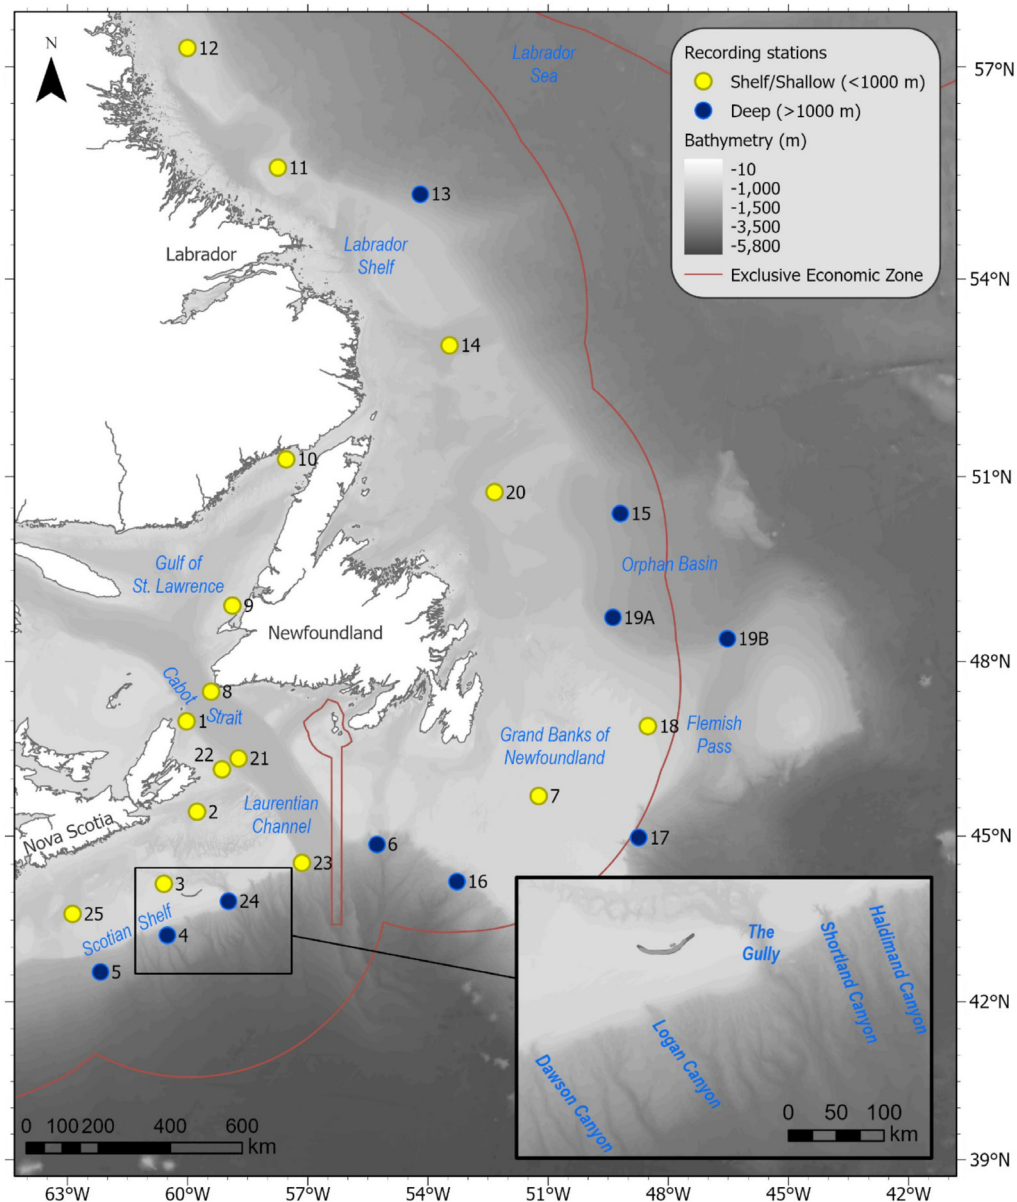 N
12
11
13
Labrador
Sea
Recording stations
Shelf/Shallow (<1000 m)
Deep (>1000 m)
Bathymetry (m)
-10
-1,000
-1,500
-3,500
-5,800
Exclusive Economic Zone
57°N
54°N
51°N
48°N
45°N
42°N
39°N
Labrador
Labrador
Shelf
14
10
20
15
Orphan Basin
Gulf of
St. Lawrence
9
Newfoundland
19A
19B
Cabot
Strait
8
1
22
21
2
Grand Banks of
Newfoundland
18
Flemish
Pass
7
Laurentian
Channel
Nova Scotia
6
17
23
16
3
24
25
Scotian Shelf
4
5
The
Gully
Shortland Canyon
Haldimand Canyon
Logan Canyon
Dawson Canyon
0 50 100
km
0 100 200 400 600
km
63°W 60°W 57°W 54°W 51°W 48°W 45°W 42°W